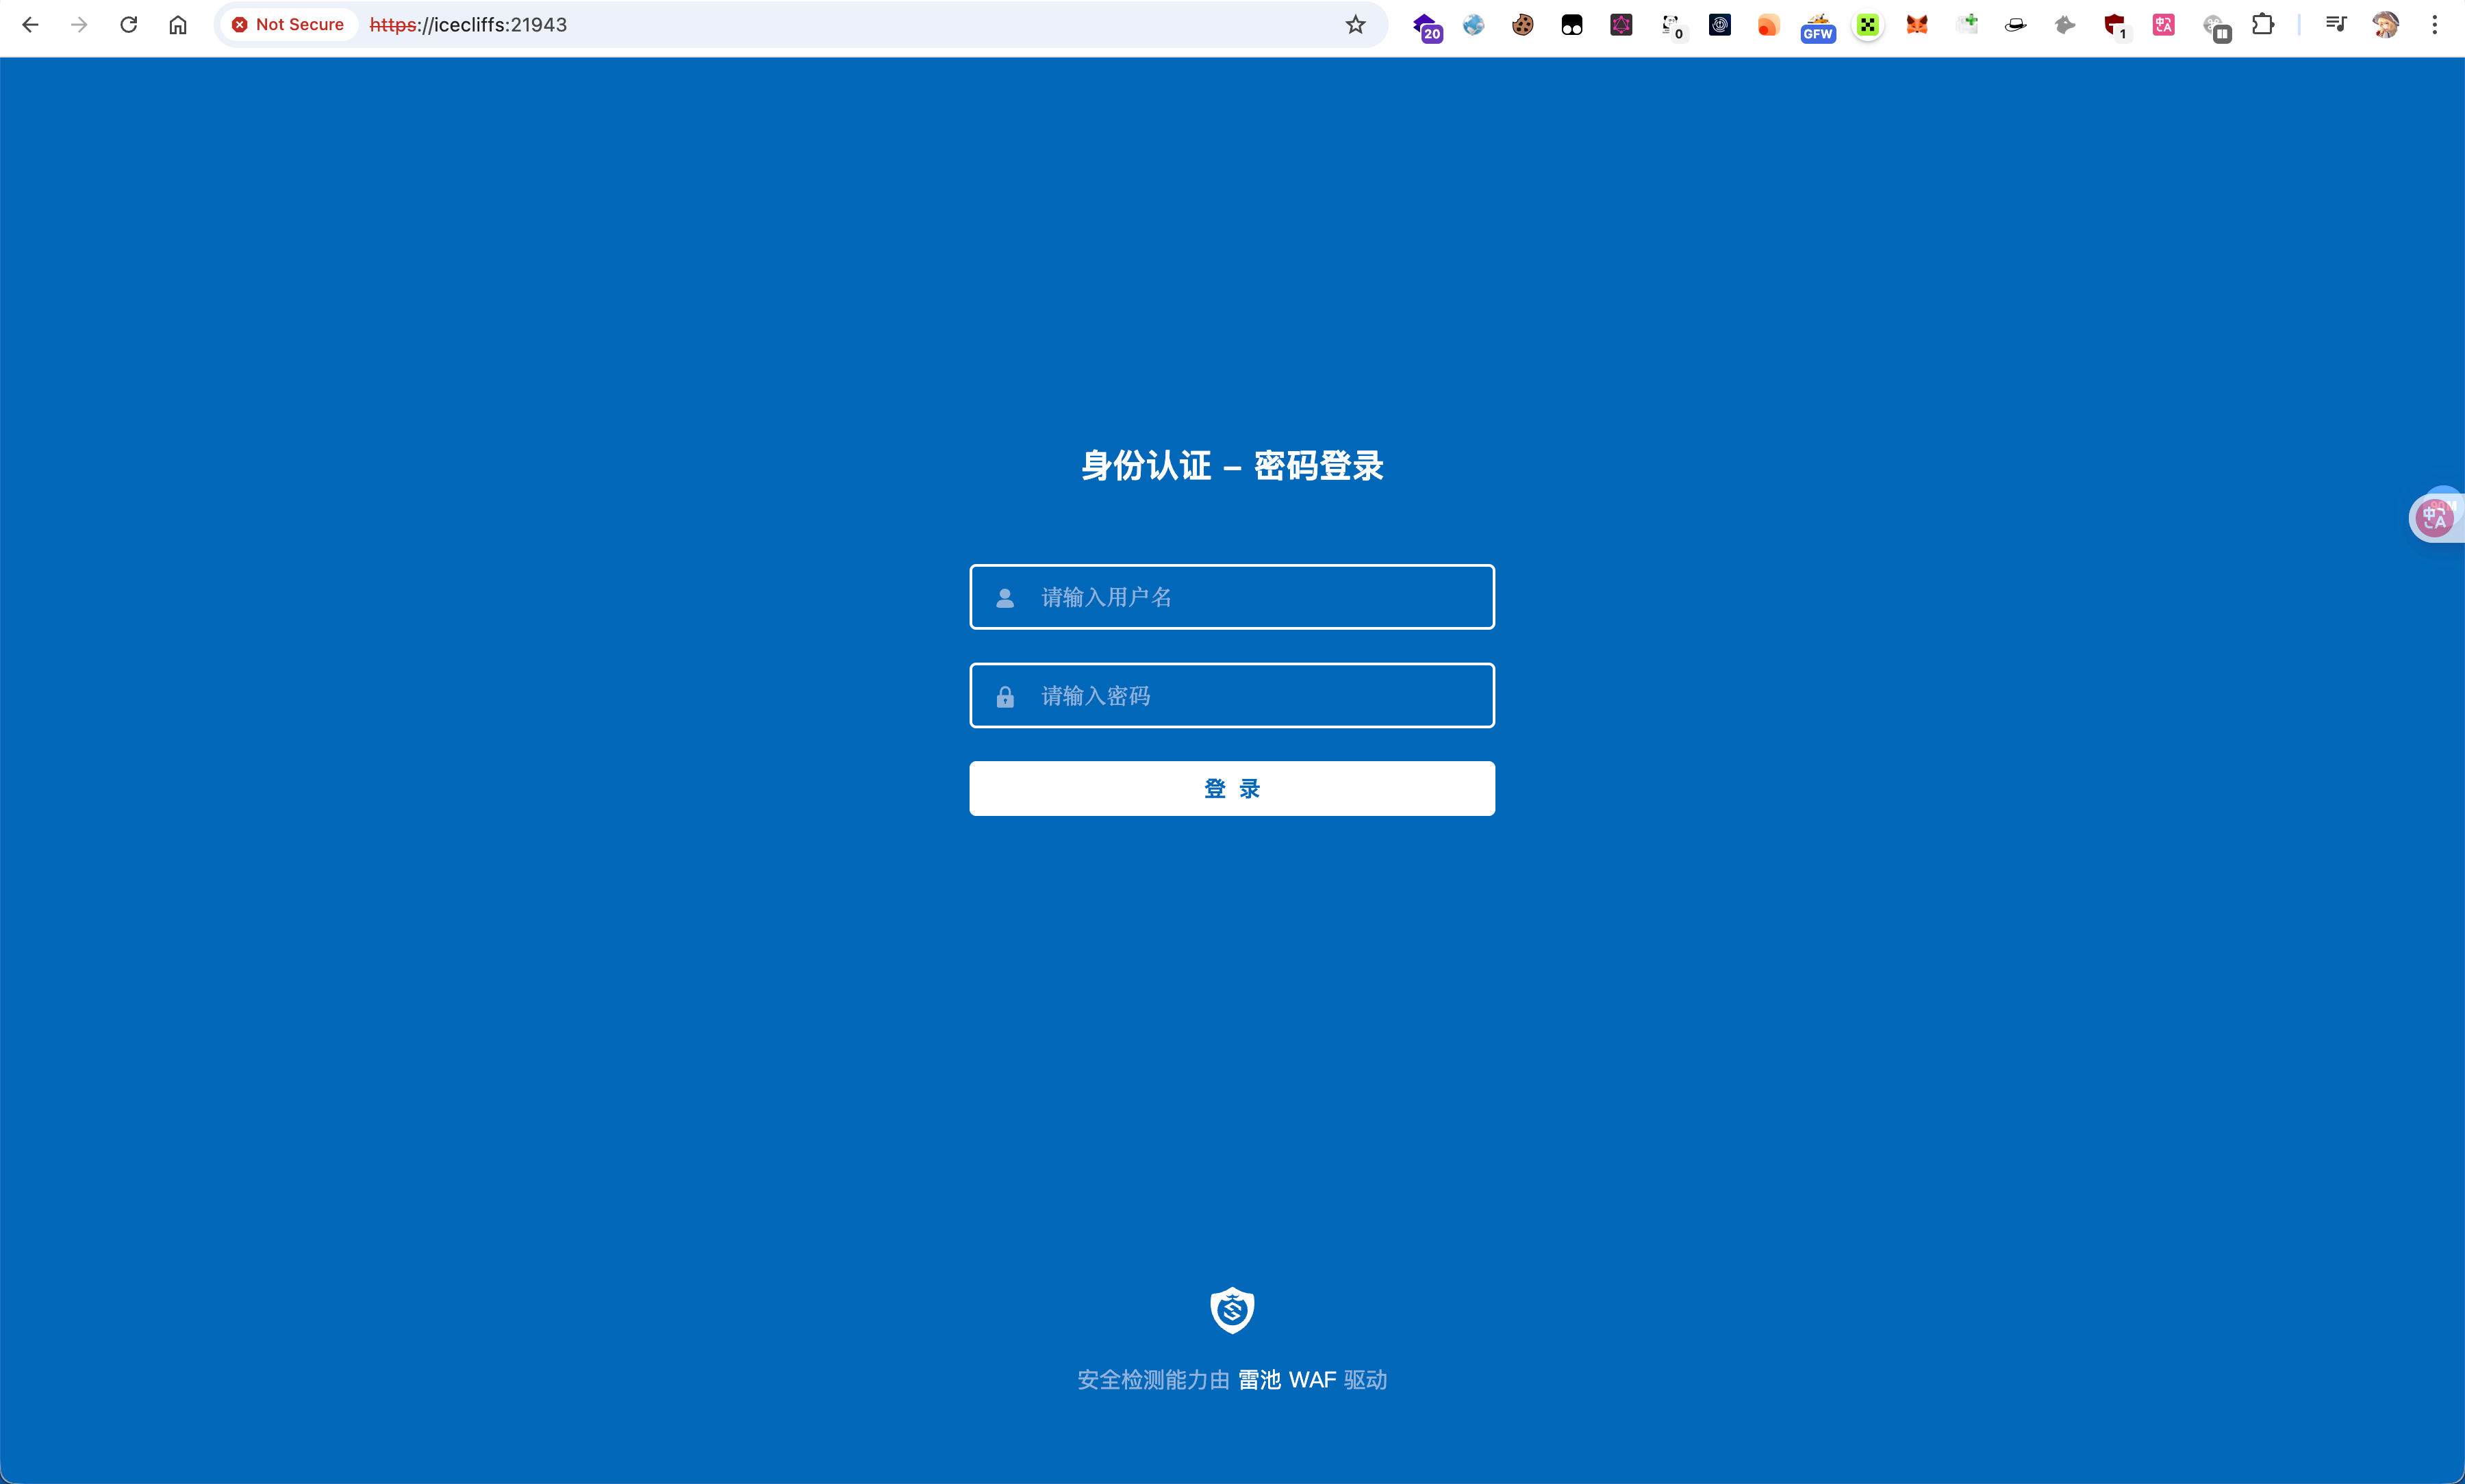 Not Secure https://icecliffs:21943 20 0 GFW 1
身份认证 – 密码登录
中A
请输入用户名
请输入密码
登 录
安全检测能力由 雷池 WAF 驱动